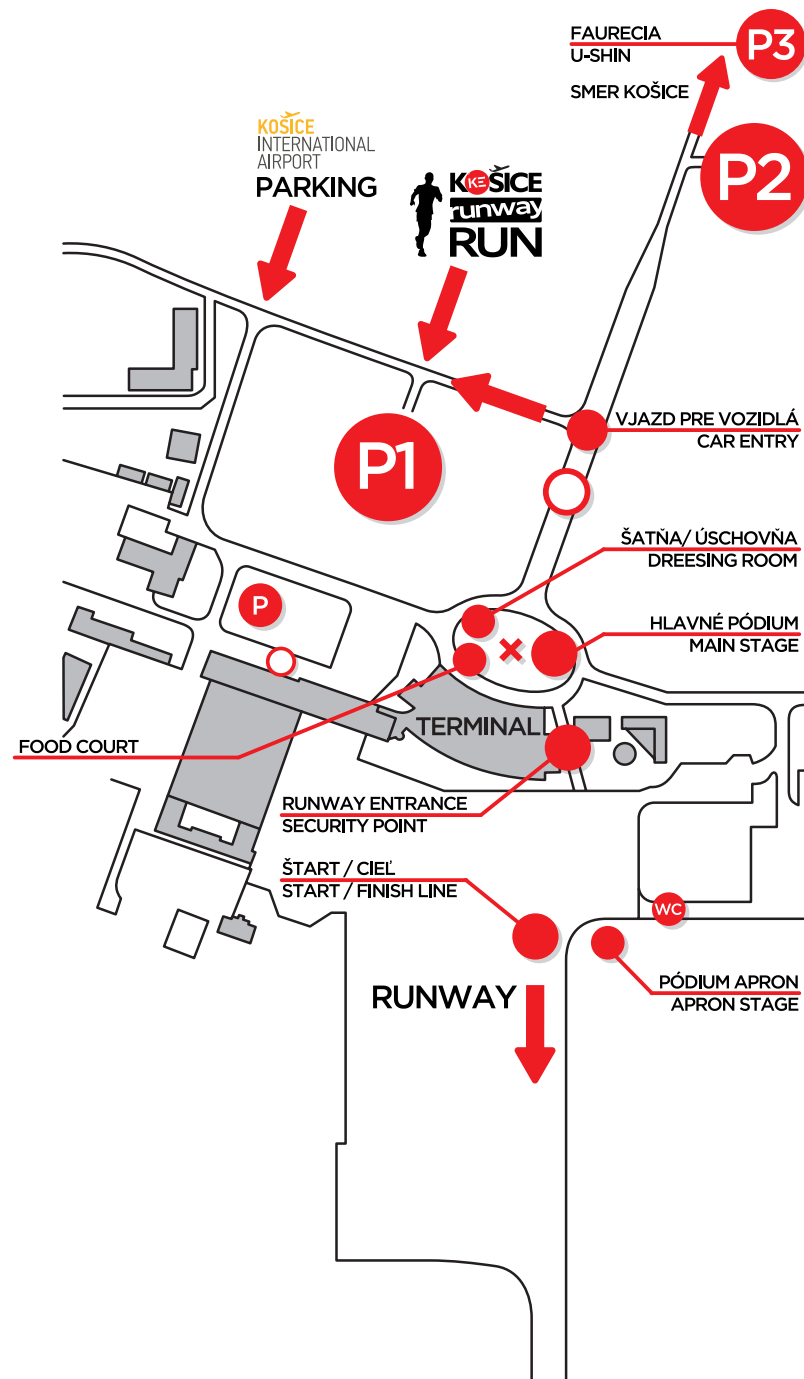 FAURECIA
U-SHIN
P3
SMER KOŠICE
P2
KOŠICE
INTERNATIONAL
AIRPORT
PARKING
KEŠICE
runway
RUN
VJAZD PRE VOZIDLÁ
CAR ENTRY
P1
ŠATŇA/ ÚSCHOVŇA
DREESING ROOM
P
HLAVNÉ PÓDIUM
MAIN STAGE
TERMINAL
FOOD COURT
RUNWAY ENTRANCE
SECURITY POINT
ŠTART / CIEĽ
START / FINISH LINE
WC
RUNWAY
PÓDIUM APRON
APRON STAGE